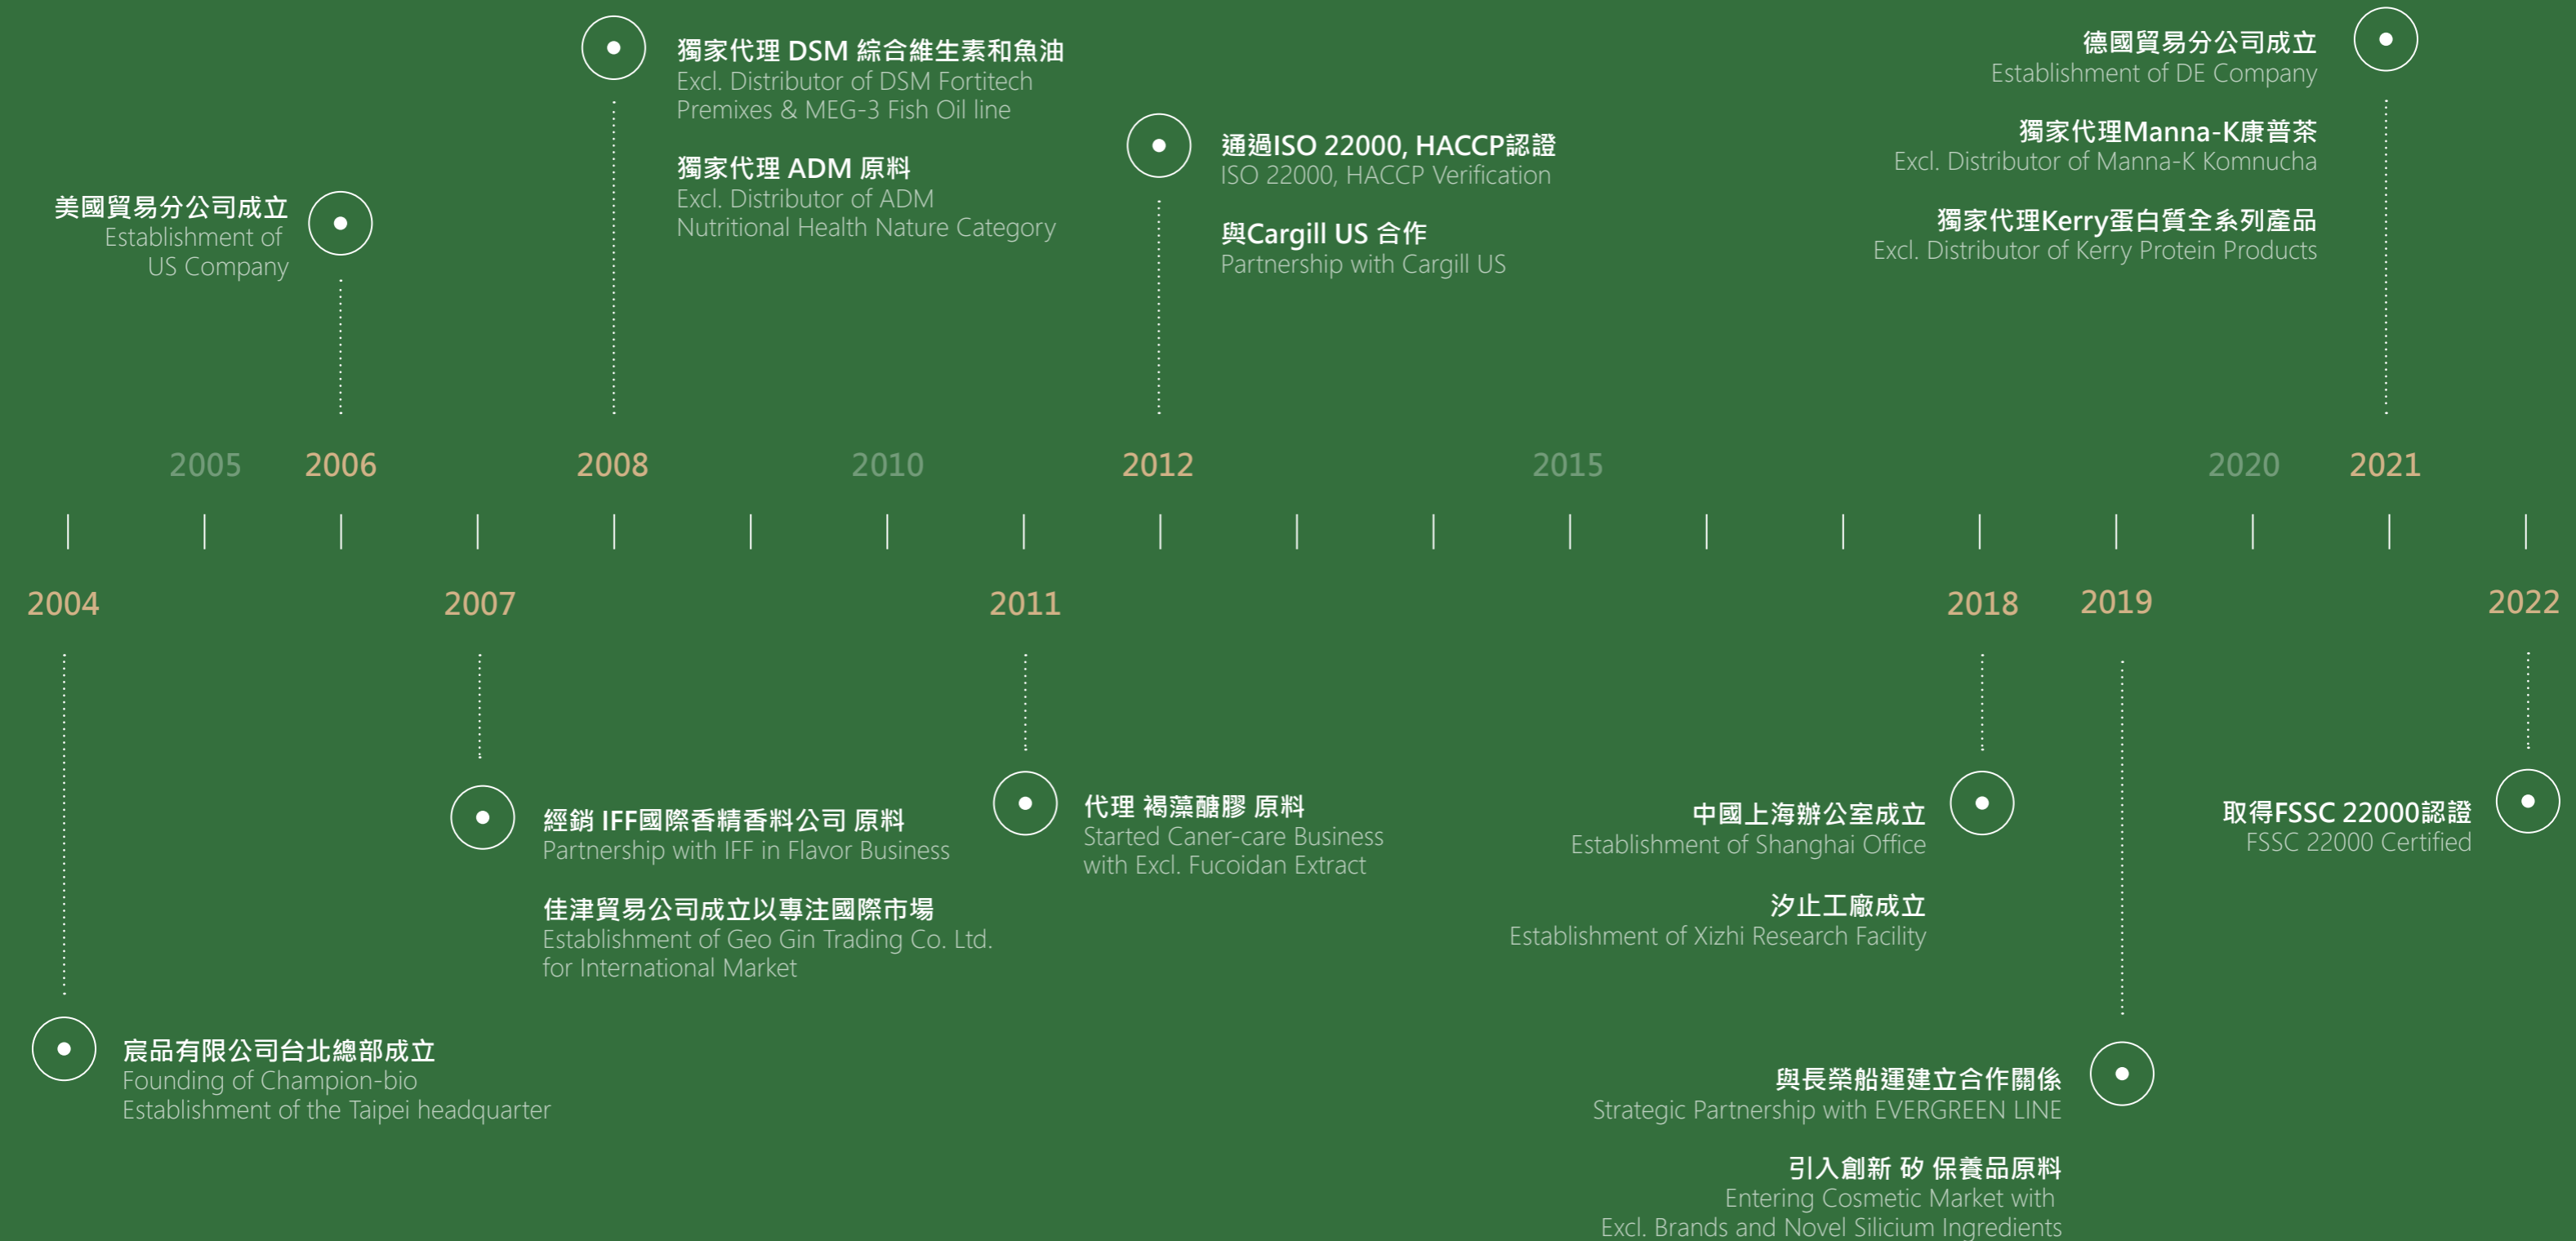 獨家代理 DSM 綜合維生素和魚油
Excl. Distributor of DSM Fortitech
Premixes & MEG-3 Fish Oil line
獨家代理 ADM 原料
Excl. Distributor of ADM
Nutritional Health Nature Category
德國貿易分公司成立
Establishment of DE Company
獨家代理Manna-K康普茶
Excl. Distributor of Manna-K Komnucha
獨家代理Kerry蛋白質全系列產品
Excl. Distributor of Kerry Protein Products
通過ISO 22000, HACCP認證
ISO 22000, HACCP Verification
與Cargill US 合作
Partnership with Cargill US
美國貿易分公司成立
Establishment of
US Company
2005 2006 2008 2010 2012 2015 2020 2021
2004 2007 2011 2018 2019 2022
經銷 IFF國際香精香料公司 原料
Partnership with IFF in Flavor Business
佳津貿易公司成立以專注國際市場
Establishment of Geo Gin Trading Co. Ltd.
for International Market
代理 褐藻醣膠 原料
Started Caner-care Business
with Excl. Fucoidan Extract
中國上海辦公室成立
Establishment of Shanghai Office
汐止工廠成立
Establishment of Xizhi Research Facility
取得FSSC 22000認證
FSSC 22000 Certified
宸品有限公司台北總部成立
Founding of Champion-bio
Establishment of the Taipei headquarter
與長榮船運建立合作關係
Strategic Partnership with EVERGREEN LINE
引入創新 矽 保養品原料
Entering Cosmetic Market with
Excl. Brands and Novel Silicium Ingredients